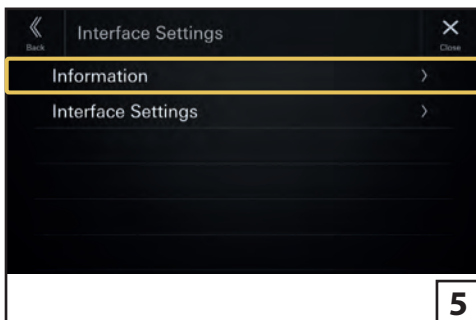 Back
Interface Settings
Close
Information
Interface Settings
5